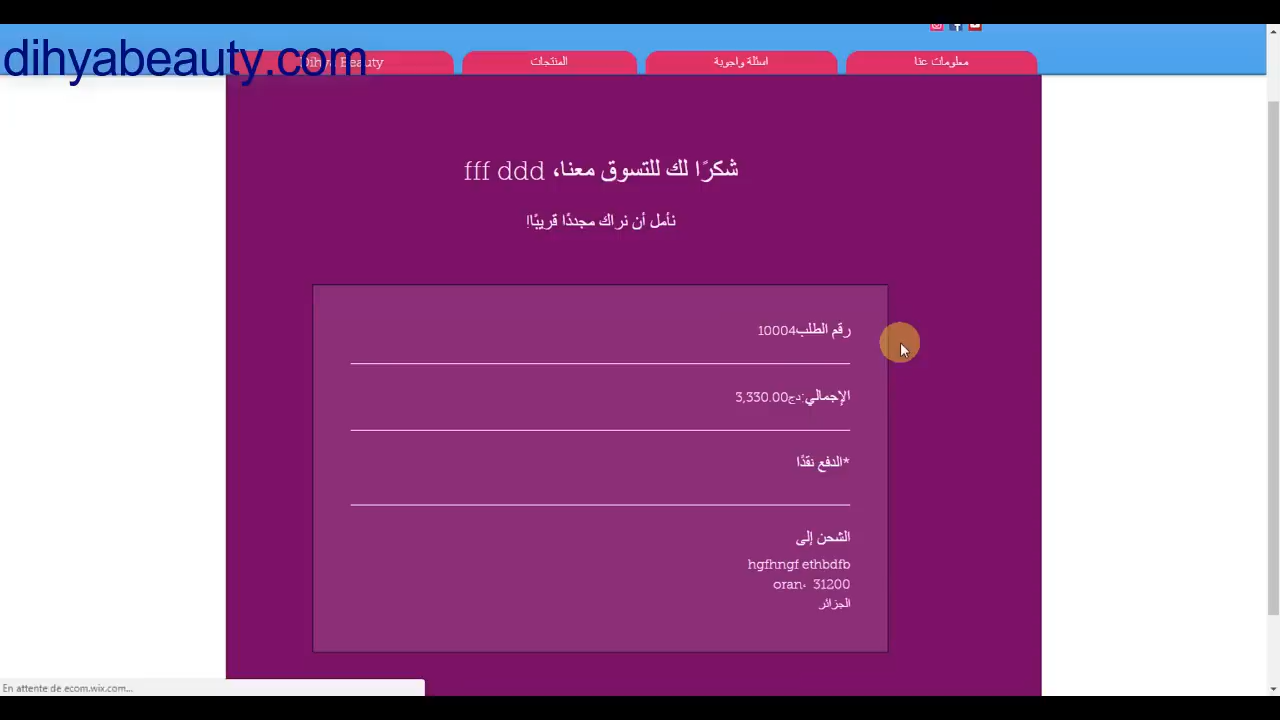 dihyabeauty.com
Dihya Beauty
المنتجات
اسئلة واجوبة
معلومات عنا
شكرًا لك للتسوق معنا، fff ddd
نأمل أن نراك مجددًا قريبًا!
رقم الطلب10004
الإجمالي:دج3,330.00
*الدفع نقدًا
الشحن إلى
hgfhngf ethbdfb
oran، 31200
الجزائر
En attente de ecom.wix.com...